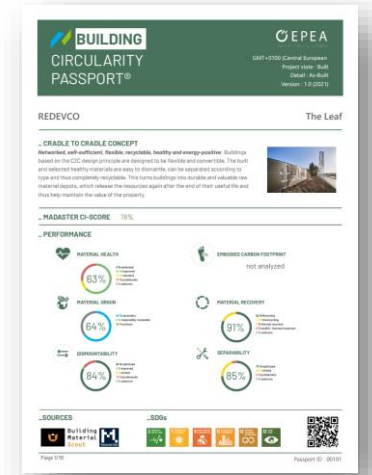 BUILDING
CIRCULARITY
PASSPORT®
EPEA
GMT+0100 (Central European
Project state : Built
Detail : As-Built
Version : 1.0 (2021)
REDEVCO
The Leaf
_ CRADLE TO CRADLE CONCEPT
Networked, self-sufficient, flexible, recyclable, healthy and energy-positive: Buildings
based on the C2C design principle are designed to be flexible and convertible. The built
and selected healthy materials are easy to dismantle, can be separated according to
type and thus completely recyclable. This turns buildings into durable and valuable raw
material depots, which release the resources again after the end of their useful life and
thus help maintain the value of the property.
_ MADASTER CI-SCORE 78%
_ PERFORMANCE
MATERIAL HEALTH
63%
EMBODIED CARBON FOOTPRINT
not analyzed
MATERIAL ORIGIN
64%
MATERIAL RECOVERY
91%
DISMOUNTABILITY
84%
SEPARABILITY
85%
_SOURCES
_SDGs
Building
Material
Scout
Page 1/10
Passport ID : 00101